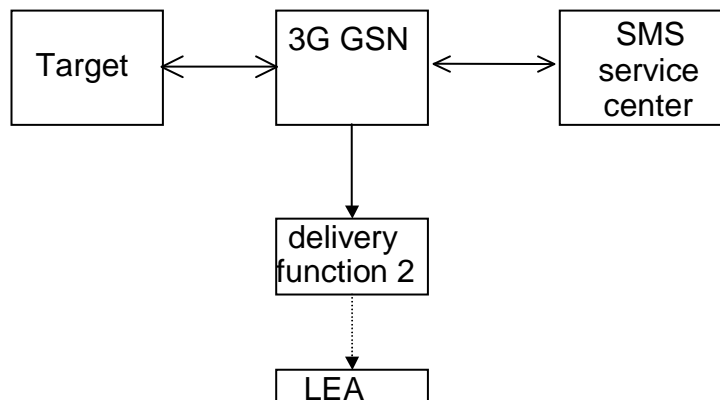 Target
3G GSN
SMS
service
center
delivery
function 2
LEA